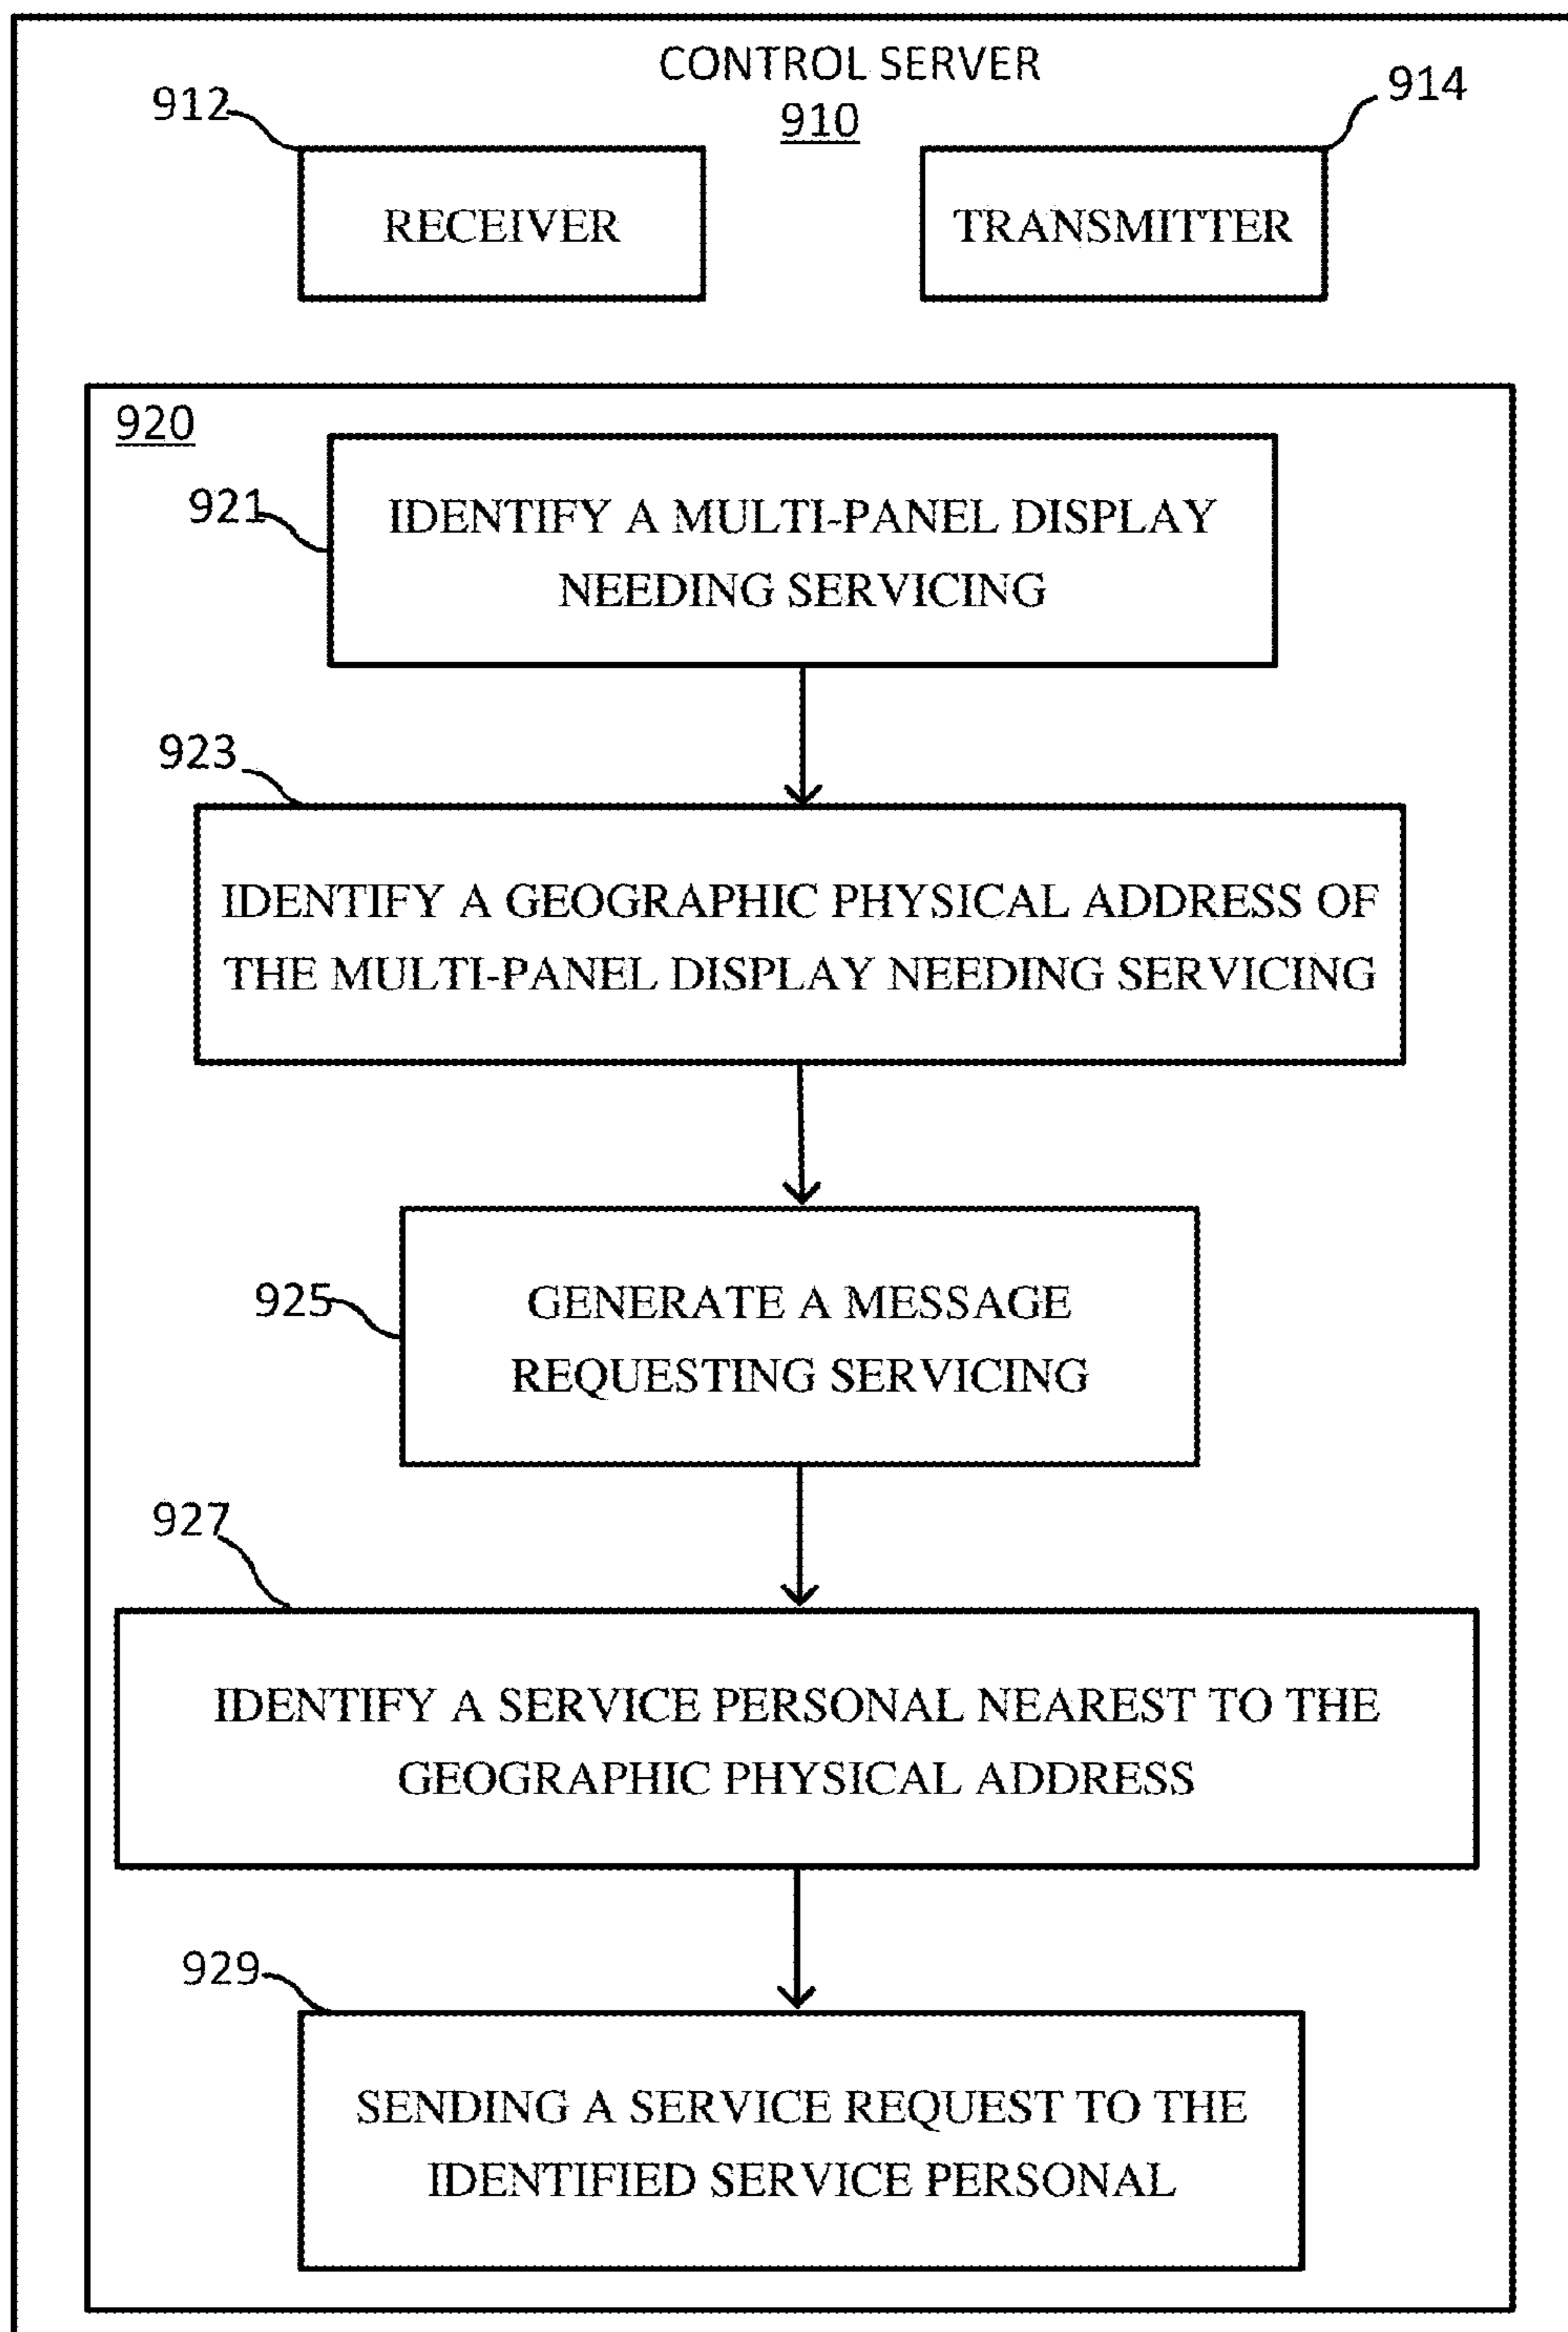 CONTROL SERVER
912
910
914
RECEIVER
TRANSMITTER
920
921
IDENTIFY A MULTI-PANEL DISPLAY
NEEDING SERVICING
923
IDENTIFY A GEOGRAPHIC PHYSICAL ADDRESS OF
THE MULTI-PANEL DISPLAY NEEDING SERVICING
925
GENERATE A MESSAGE
REQUESTING SERVICING
927
IDENTIFY A SERVICE PERSONAL NEAREST TO THE
GEOGRAPHIC PHYSICAL ADDRESS
929
SENDING A SERVICE REQUEST TO THE
IDENTIFIED SERVICE PERSONAL